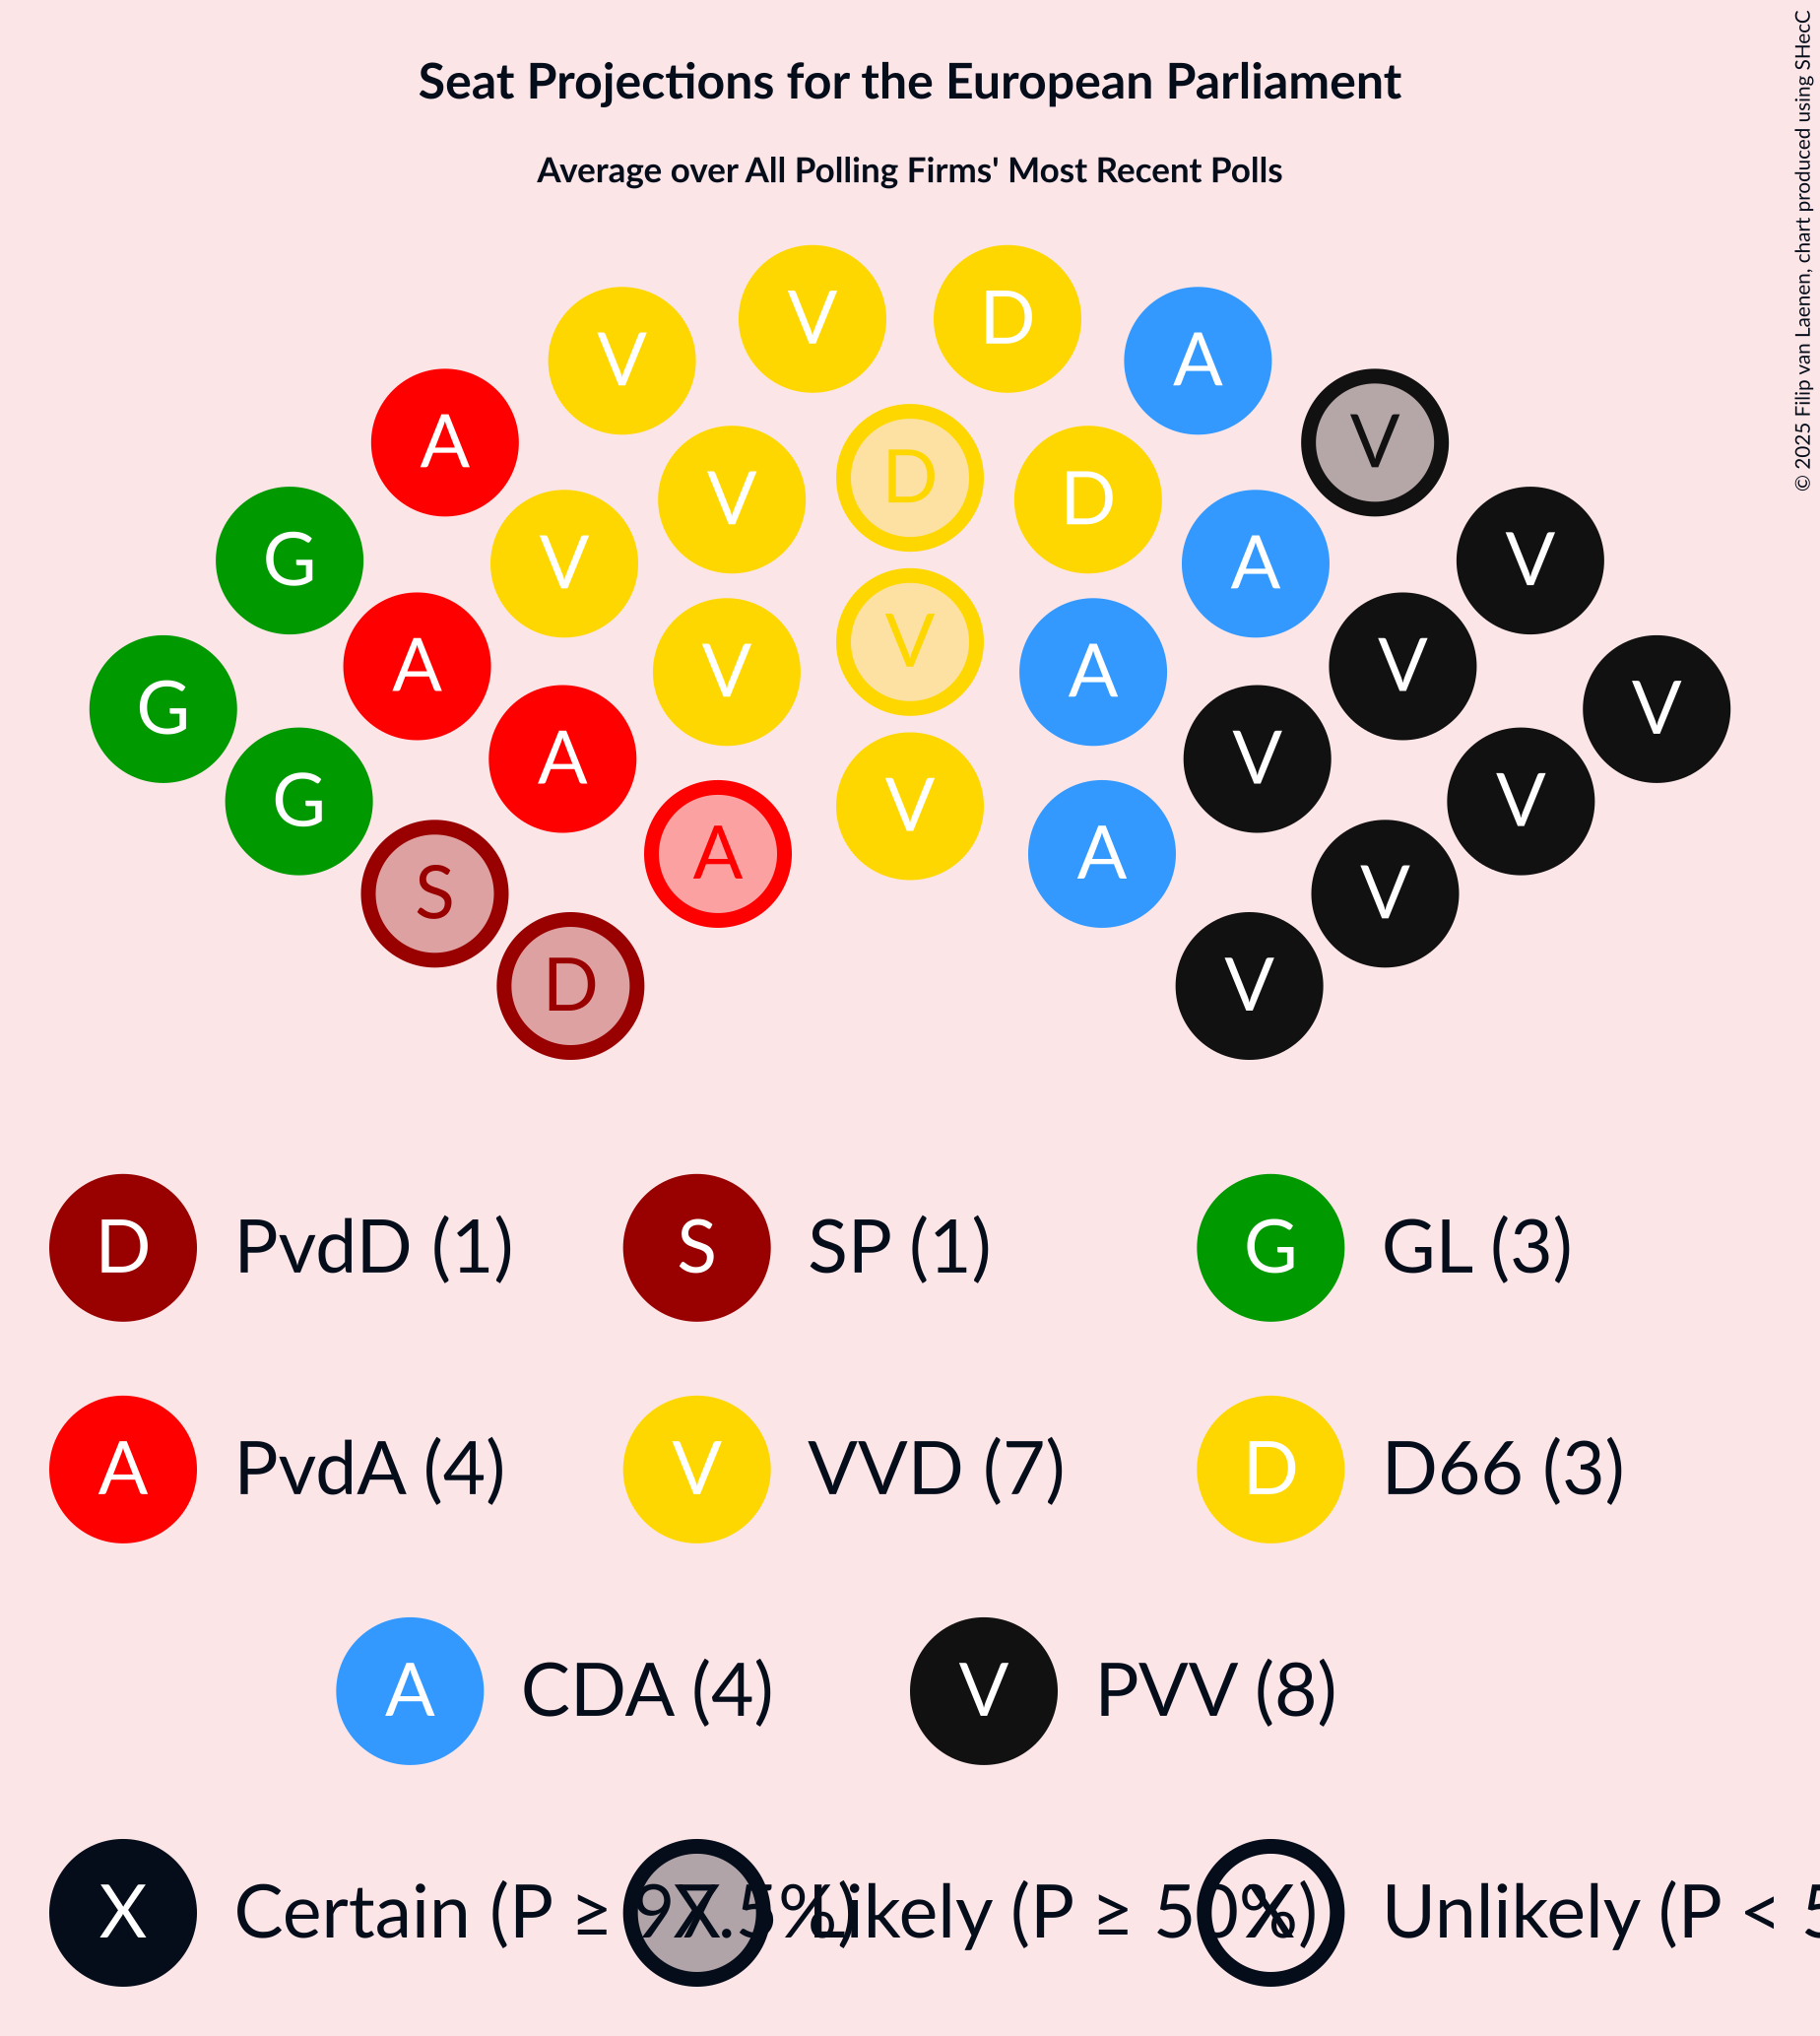 Seat Projections for the European Parliament
Average over All Polling Firms' Most Recent Polls
© 2025 Filip van Laenen, chart produced using SHecC
V V D
V A
A D V
V D
G V A V
V
A V V
G V A V
A V
G V V
A A
S V
D V
D PvdD (1) S SP (1) G GL (3)
A PvdA (4) V VVD (7) D D66 (3)
A CDA (4) V PVV (8)
X Certain (P ≥ 97.5%) X Likely (P ≥ 50%) X Unlikely (P < 5